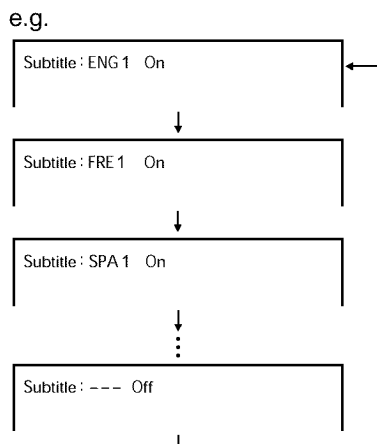 e.g.
Subtitle : ENG 1 On
Subtitle : FRE 1 On
Subtitle : SPA 1 On
Subtitle : --- Off